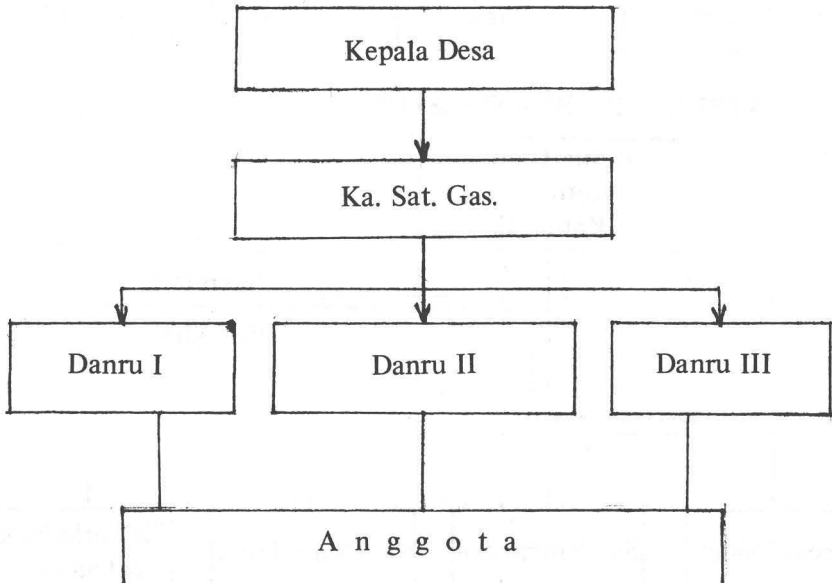 Kepala Desa
Ka. Sat. Gas.
Danru I
Danru II
Danru III
A n g g o t a